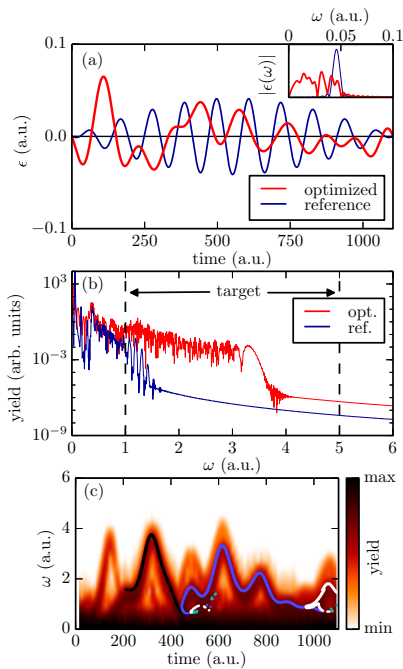 ω (a.u.)
0 0.05 0.1
|ϵ(ω)|
0.1
(a)
0.0
ϵ (a.u.)
optimized
reference
−0.1
0 250 500 750 1000
time (a.u.)
10³
(b)
target
opt.
ref.
10⁻³
yield (arb. units)
10⁻⁹
0 1 2 3 4 5 6
ω (a.u.)
6
(c)
max
4
ω (a.u.)
2
yield
0
min
0 200 400 600 800 1000
time (a.u.)